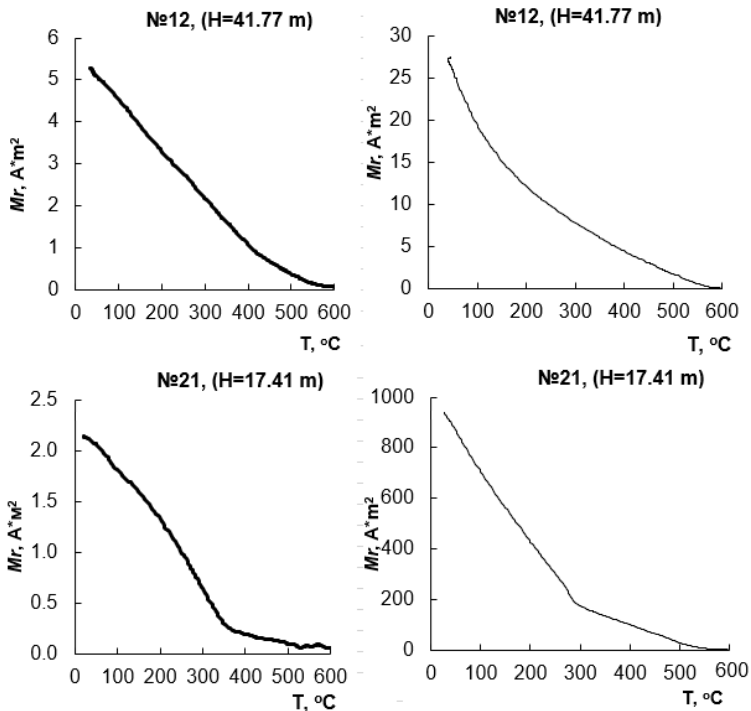 №12, (H=41.77 m)
6
5
4
3
2
1
0
Mr, A*m²
0 100 200 300 400 500 600
T, °C
№12, (H=41.77 m)
30
25
20
15
10
5
0
Mr, A*m²
0 100 200 300 400 500 600
T, °C
№21, (H=17.41 m)
2.5
2.0
1.5
1.0
0.5
0.0
Mr, A*м²
0 100 200 300 400 500 600
T, °C
№21, (H=17.41 m)
1000
800
600
400
200
0
Mr, A*m²
0 100 200 300 400 500 600
T, °C